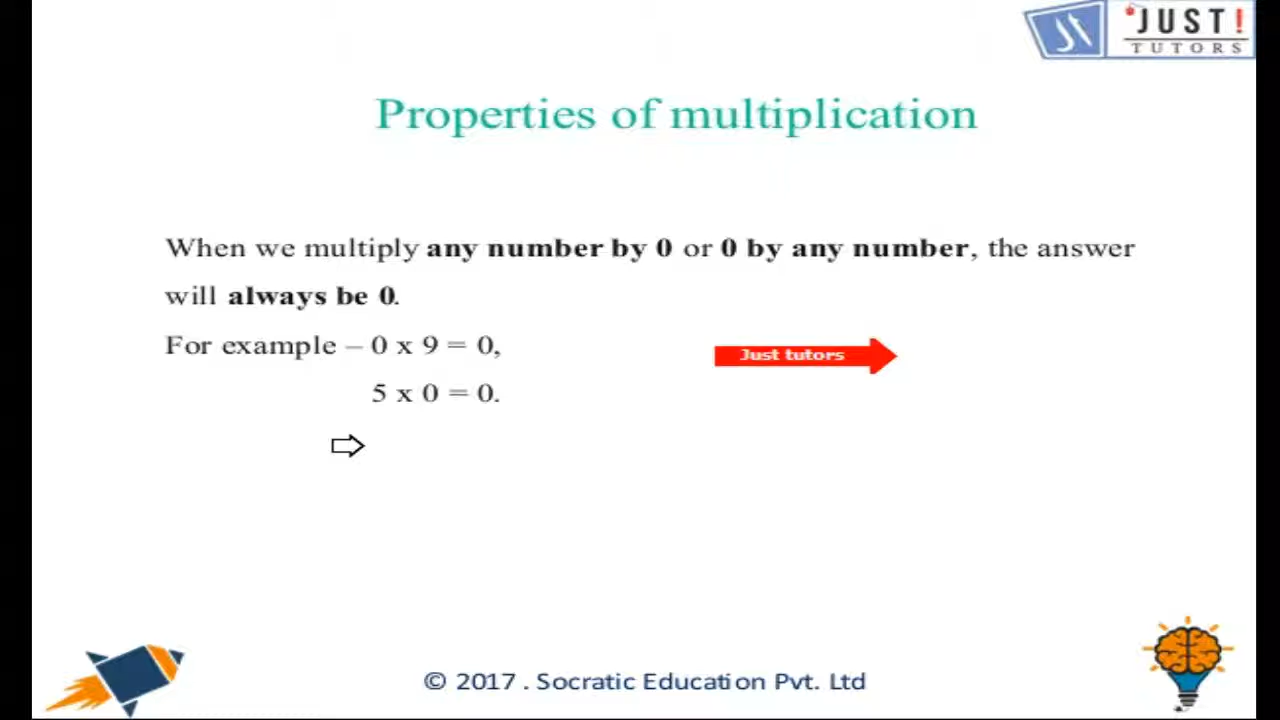 JUST!
TUTORS
Properties of multiplication
When we multiply any number by 0 or 0 by any number, the answer
will always be 0.
For example – 0 x 9 = 0,
Just tutors
5 x 0 = 0.
© 2017 . Socratic Education Pvt. Ltd